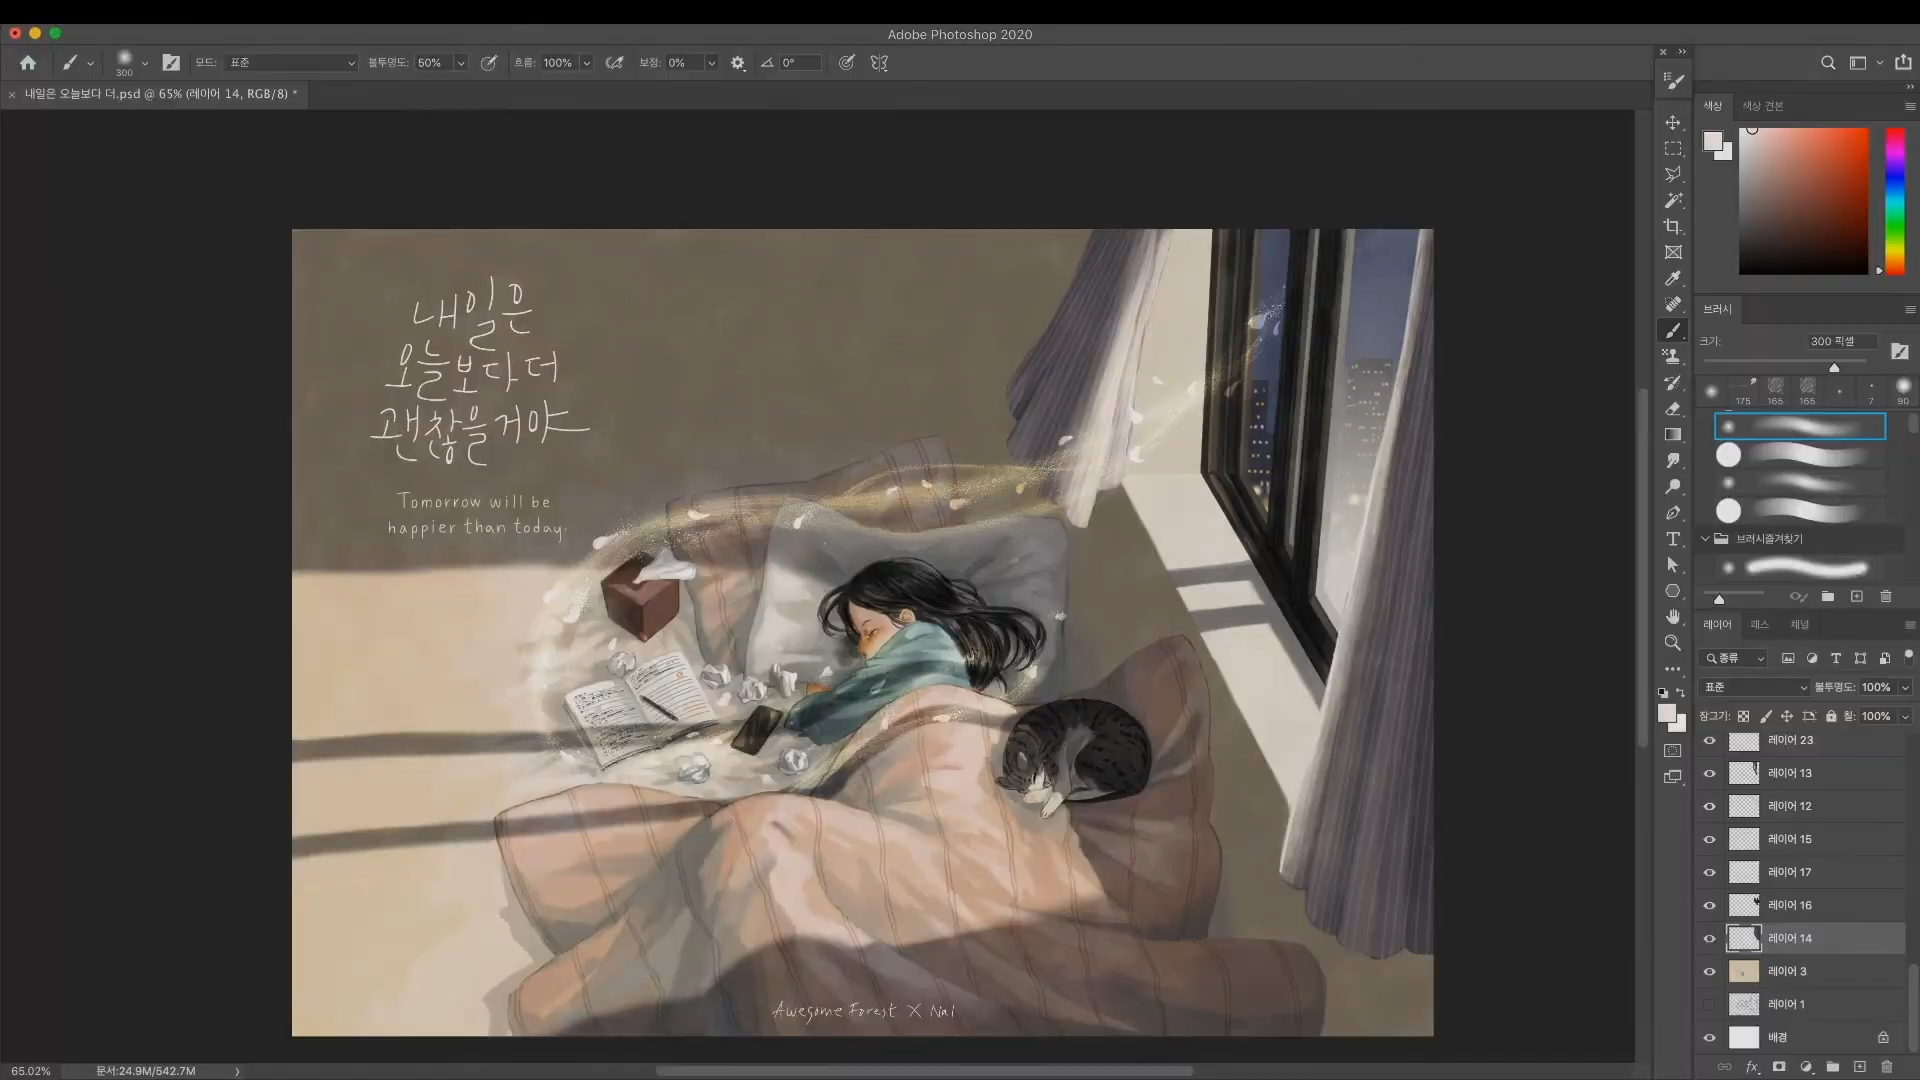 Adobe Photoshop 2020
300
모드: 표준 불투명도: 50% 흐름: 100% 보정: 0% 0°
내일은 오늘보다 더.psd @ 65% (레이어 14, RGB/8) *
색상 색상 견본
내일은
오늘보다 더
괜찮을거야
Tomorrow will be
happier than today.
Awesome Forest X Nal
브러시
크기: 300 픽셀
175 165 165 7 90
브러시즐겨찾기
레이어 패스 채널
종류
표준 불투명도: 100%
잠그기: 칠: 100%
레이어 23
레이어 13
레이어 12
레이어 15
레이어 17
레이어 16
레이어 14
레이어 3
레이어 1
배경
fx
65.02% 문서:24.9M/542.7M